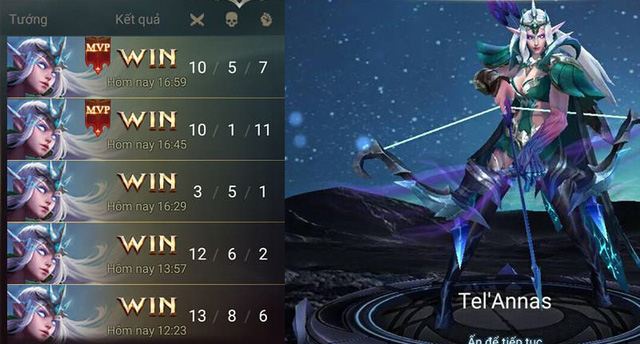 Tướng Kết quả
MVP WIN 10 / 5 / 7
Hôm nay 16:59
MVP WIN 10 / 1 / 11
Hôm nay 16:45
WIN 3 / 5 / 1
Hôm nay 16:29
WIN 12 / 6 / 2
Hôm nay 13:57
WIN 13 / 8 / 6
Hôm nay 12:23
Tel'Annas
Ấn để tiếp tục